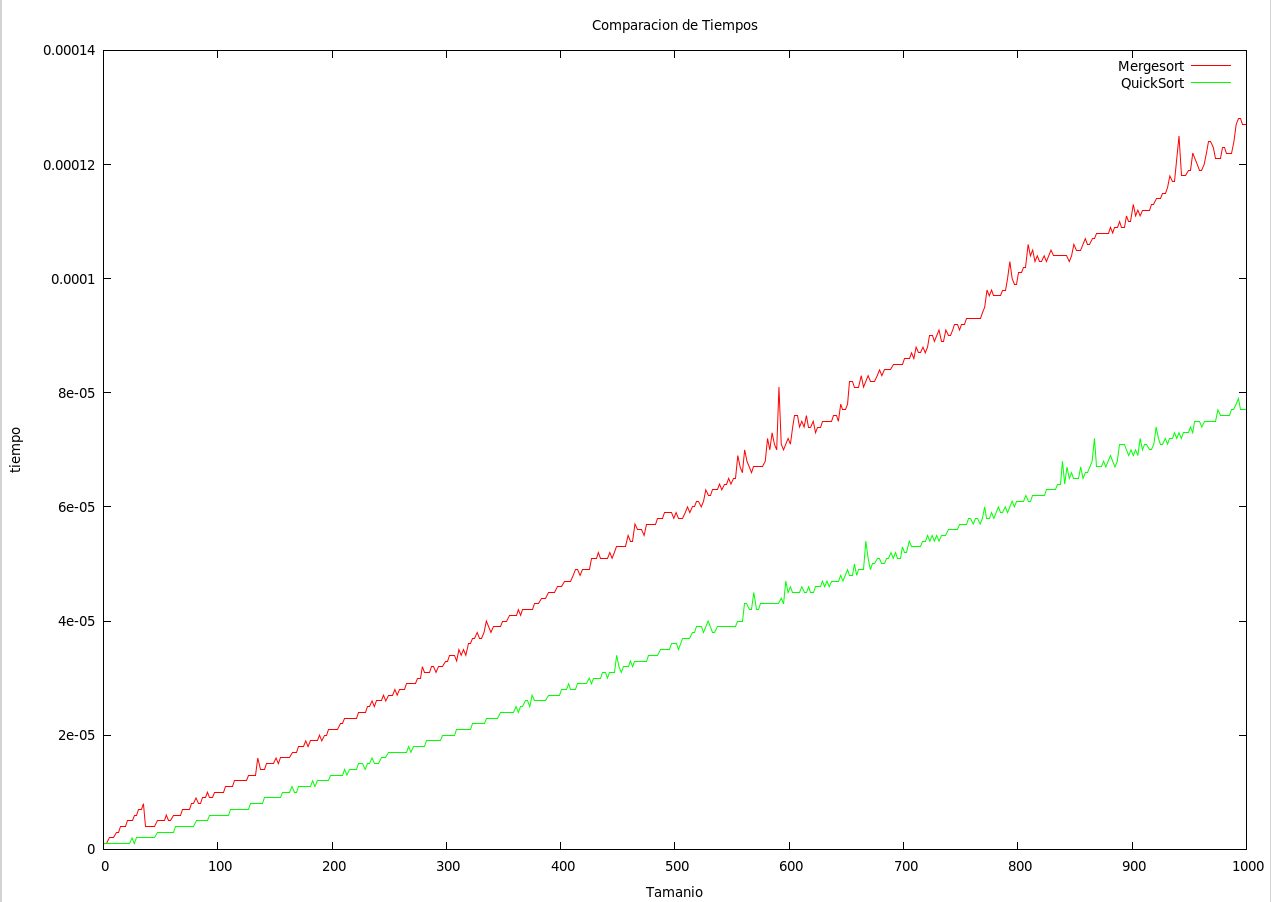 Comparacion de Tiempos
Mergesort
QuickSort
0.00014
0.00012
0.0001
8e-05
6e-05
4e-05
2e-05
0
tiempo
0 100 200 300 400 500 600 700 800 900 1000
Tamanio